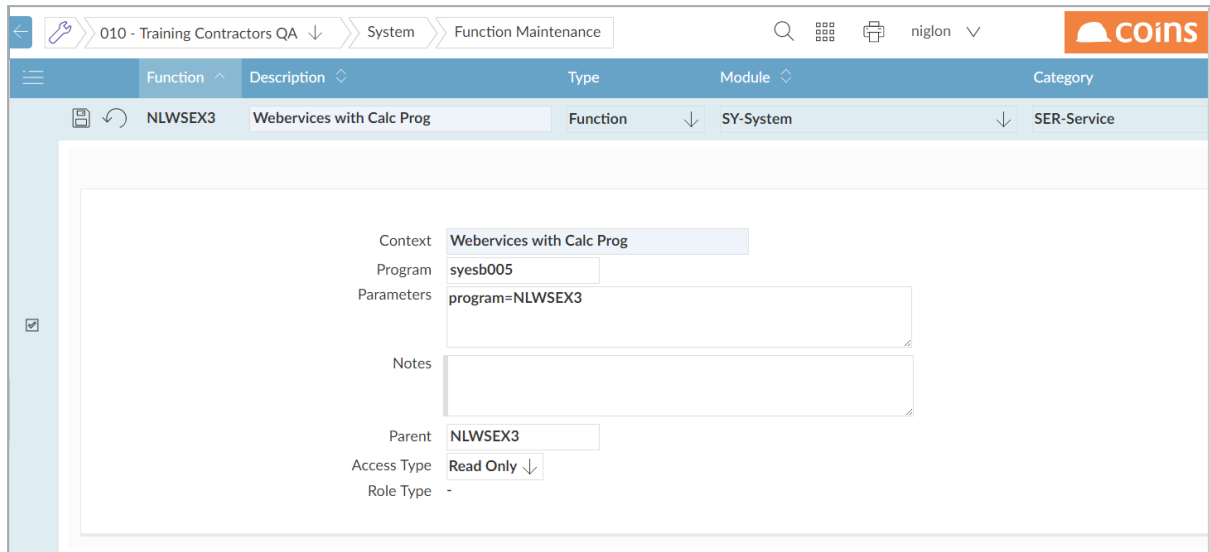 010 - Training Contractors QA System Function Maintenance niglon coins
Function Description Type Module Category
NLWSEX3 Webervices with Calc Prog Function SY-System SER-Service
Context Webervices with Calc Prog
Program syesb005
Parameters program=NLWSEX3
Notes
Parent NLWSEX3
Access Type Read Only
Role Type -